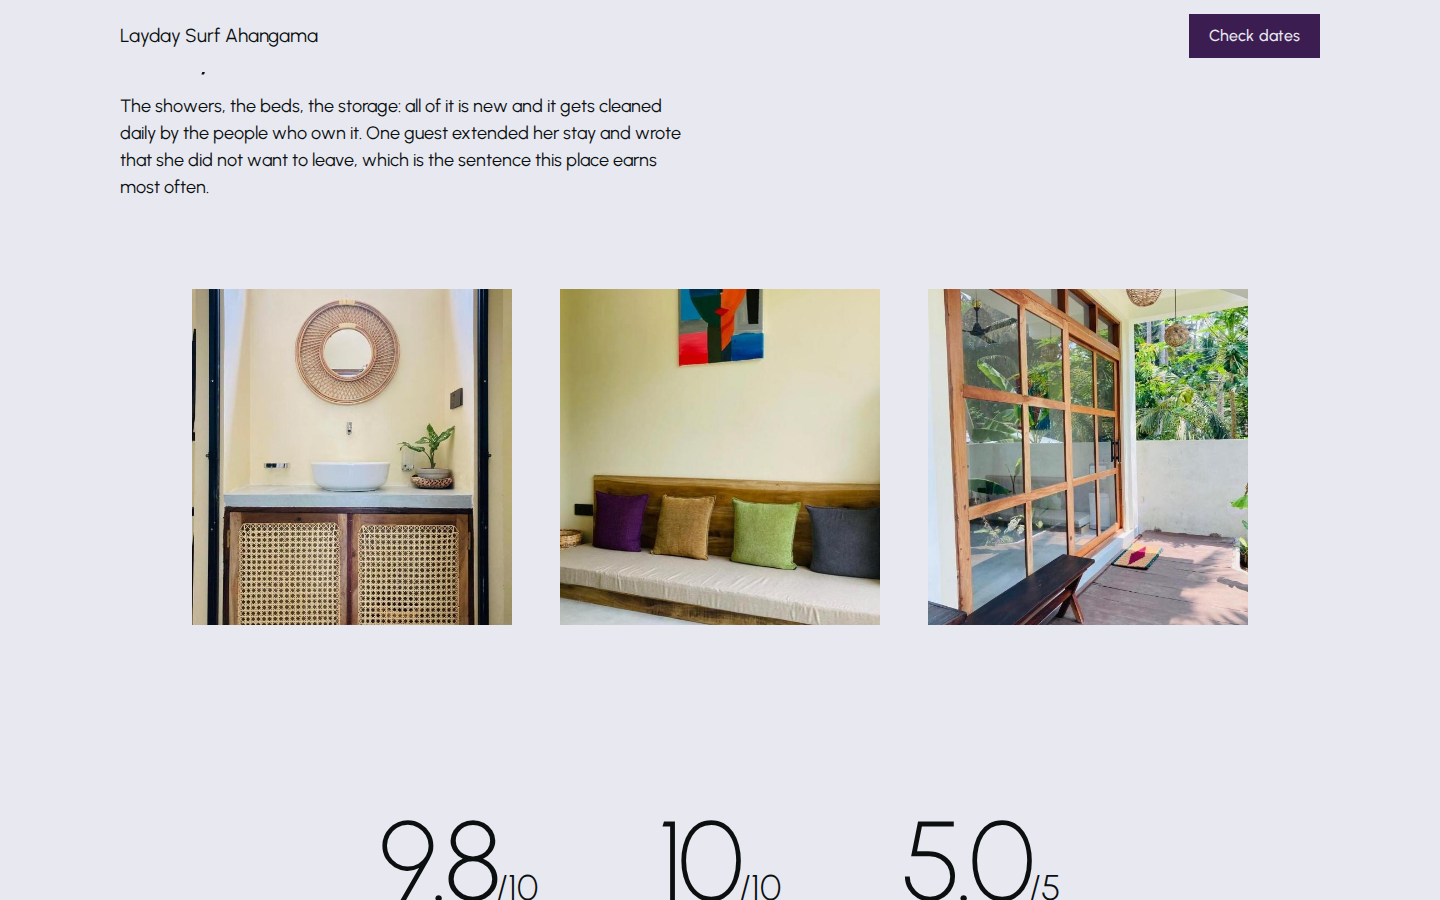 Layday Surf Ahangama
Check dates
The showers, the beds, the storage: all of it is new and it gets cleaned
daily by the people who own it. One guest extended her stay and wrote
that she did not want to leave, which is the sentence this place earns
most often.
9.8/10
10/10
5.0/5